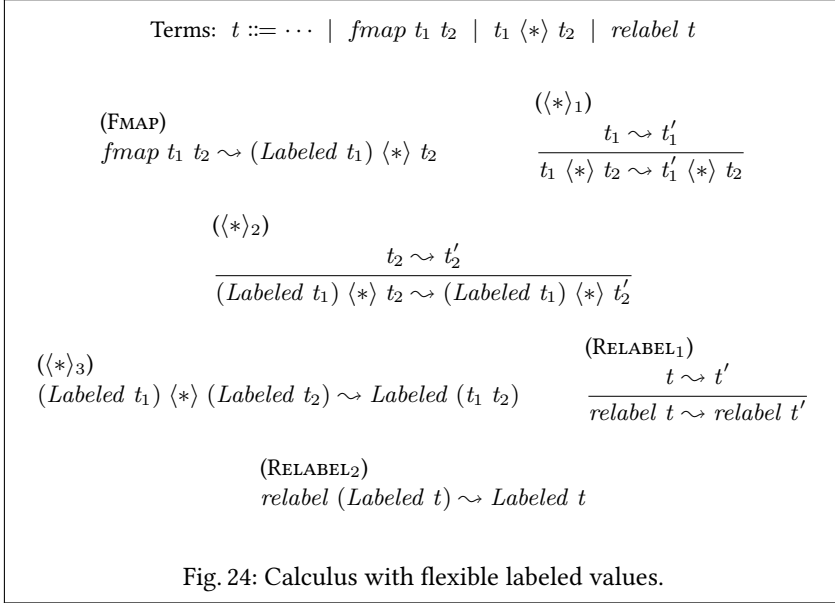 Terms: t ::= ⋯ | fmap t₁ t₂ | t₁ ⟨∗⟩ t₂ | relabel t
(Fmap)
fmap t₁ t₂ ⇝ (Labeled t₁) ⟨∗⟩ t₂
(⟨∗⟩₁)
t₁ ⇝ t₁′
t₁ ⟨∗⟩ t₂ ⇝ t₁′ ⟨∗⟩ t₂
(⟨∗⟩₂)
t₂ ⇝ t₂′
(Labeled t₁) ⟨∗⟩ t₂ ⇝ (Labeled t₁) ⟨∗⟩ t₂′
(⟨∗⟩₃)
(Labeled t₁) ⟨∗⟩ (Labeled t₂) ⇝ Labeled (t₁ t₂)
(Relabel₁)
t ⇝ t′
relabel t ⇝ relabel t′
(Relabel₂)
relabel (Labeled t) ⇝ Labeled t
Fig. 24: Calculus with flexible labeled values.